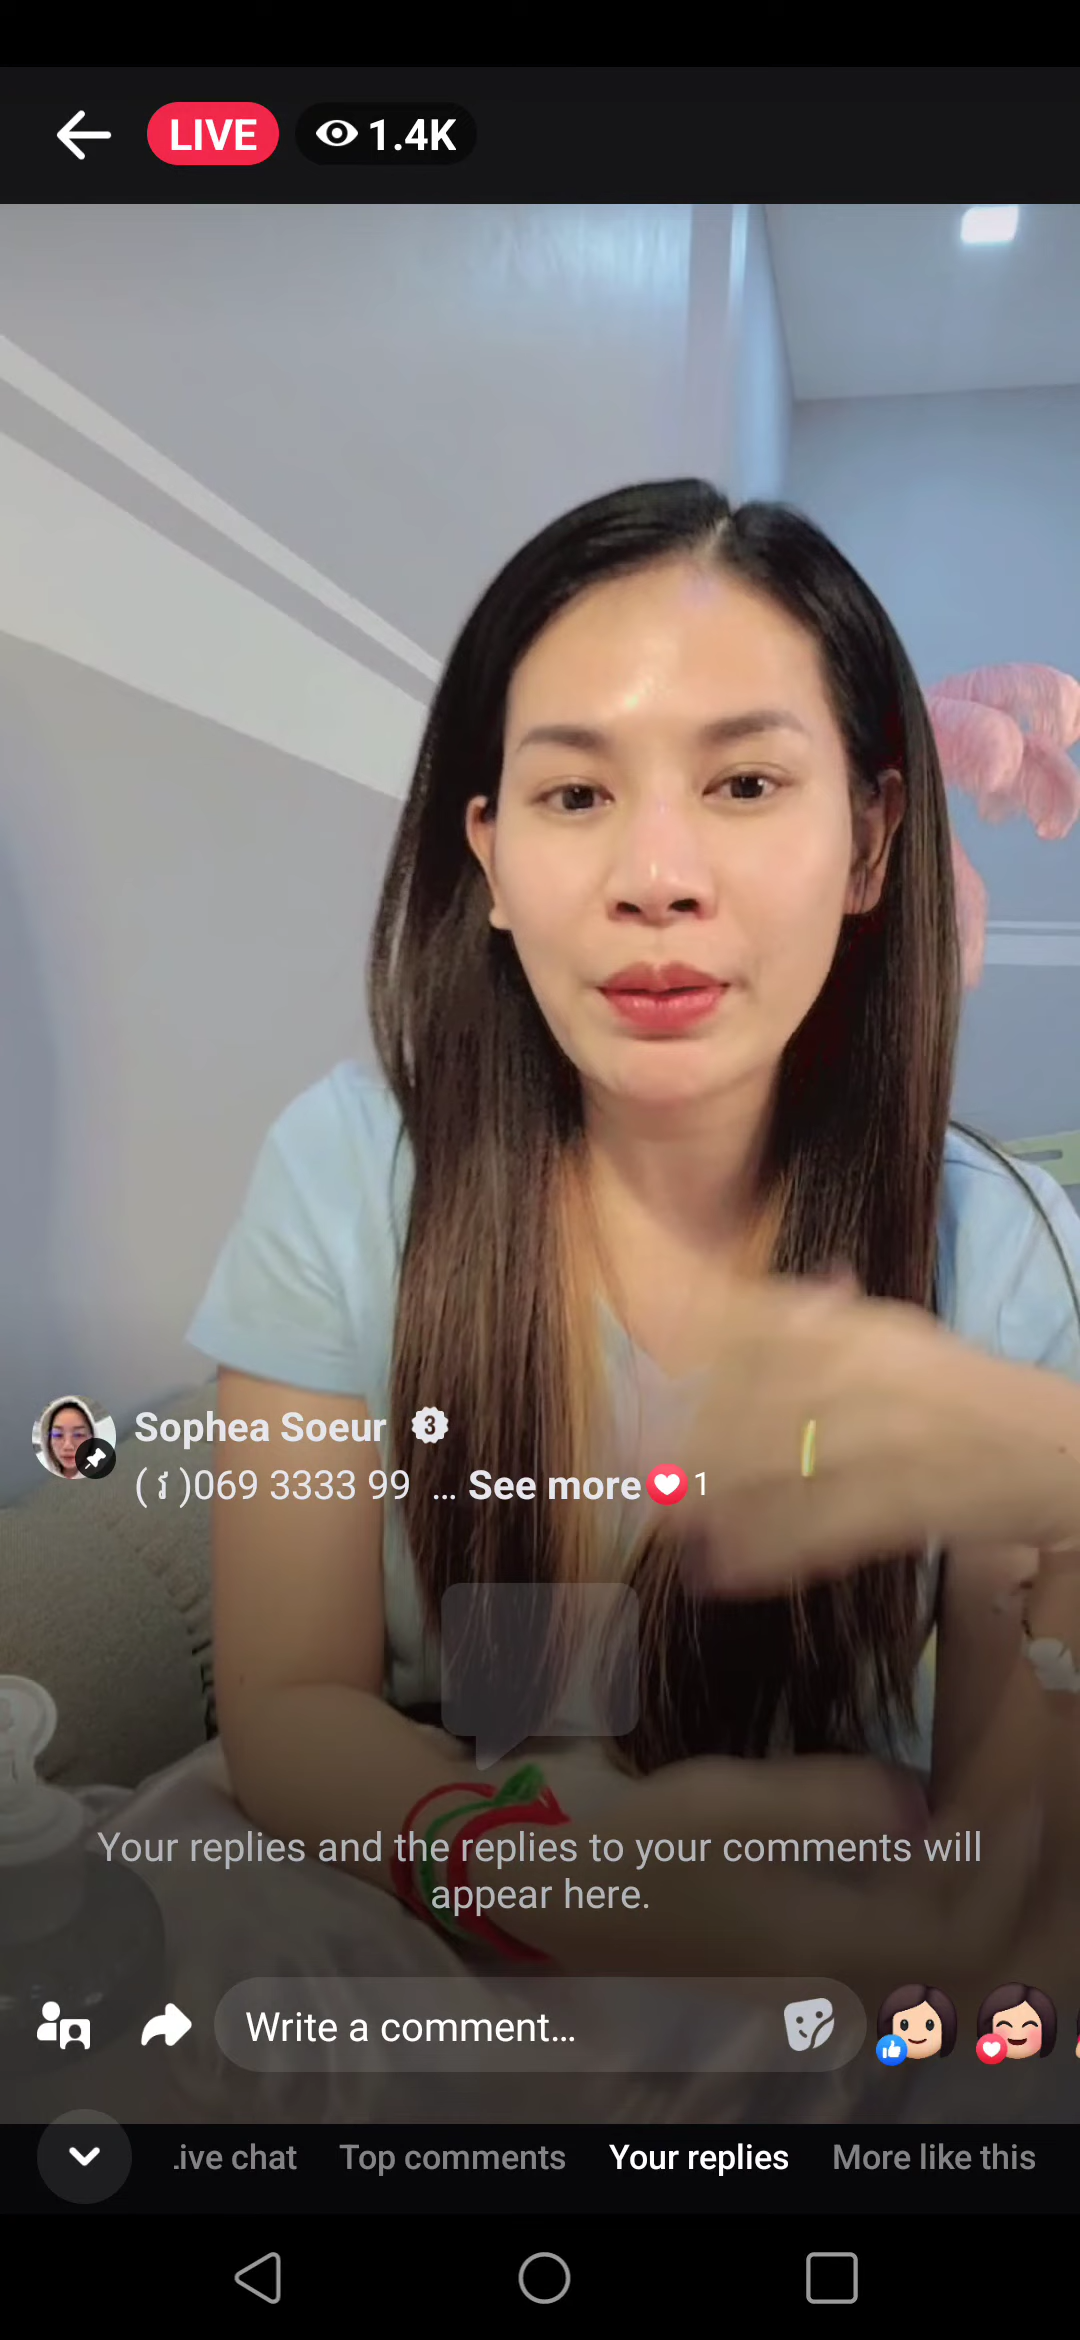 LIVE 1.4K
Sophea Soeur 3
(រ)069 3333 99 ... See more 1
Your replies and the replies to your comments will
appear here.
Write a comment...
ive chat Top comments Your replies More like this